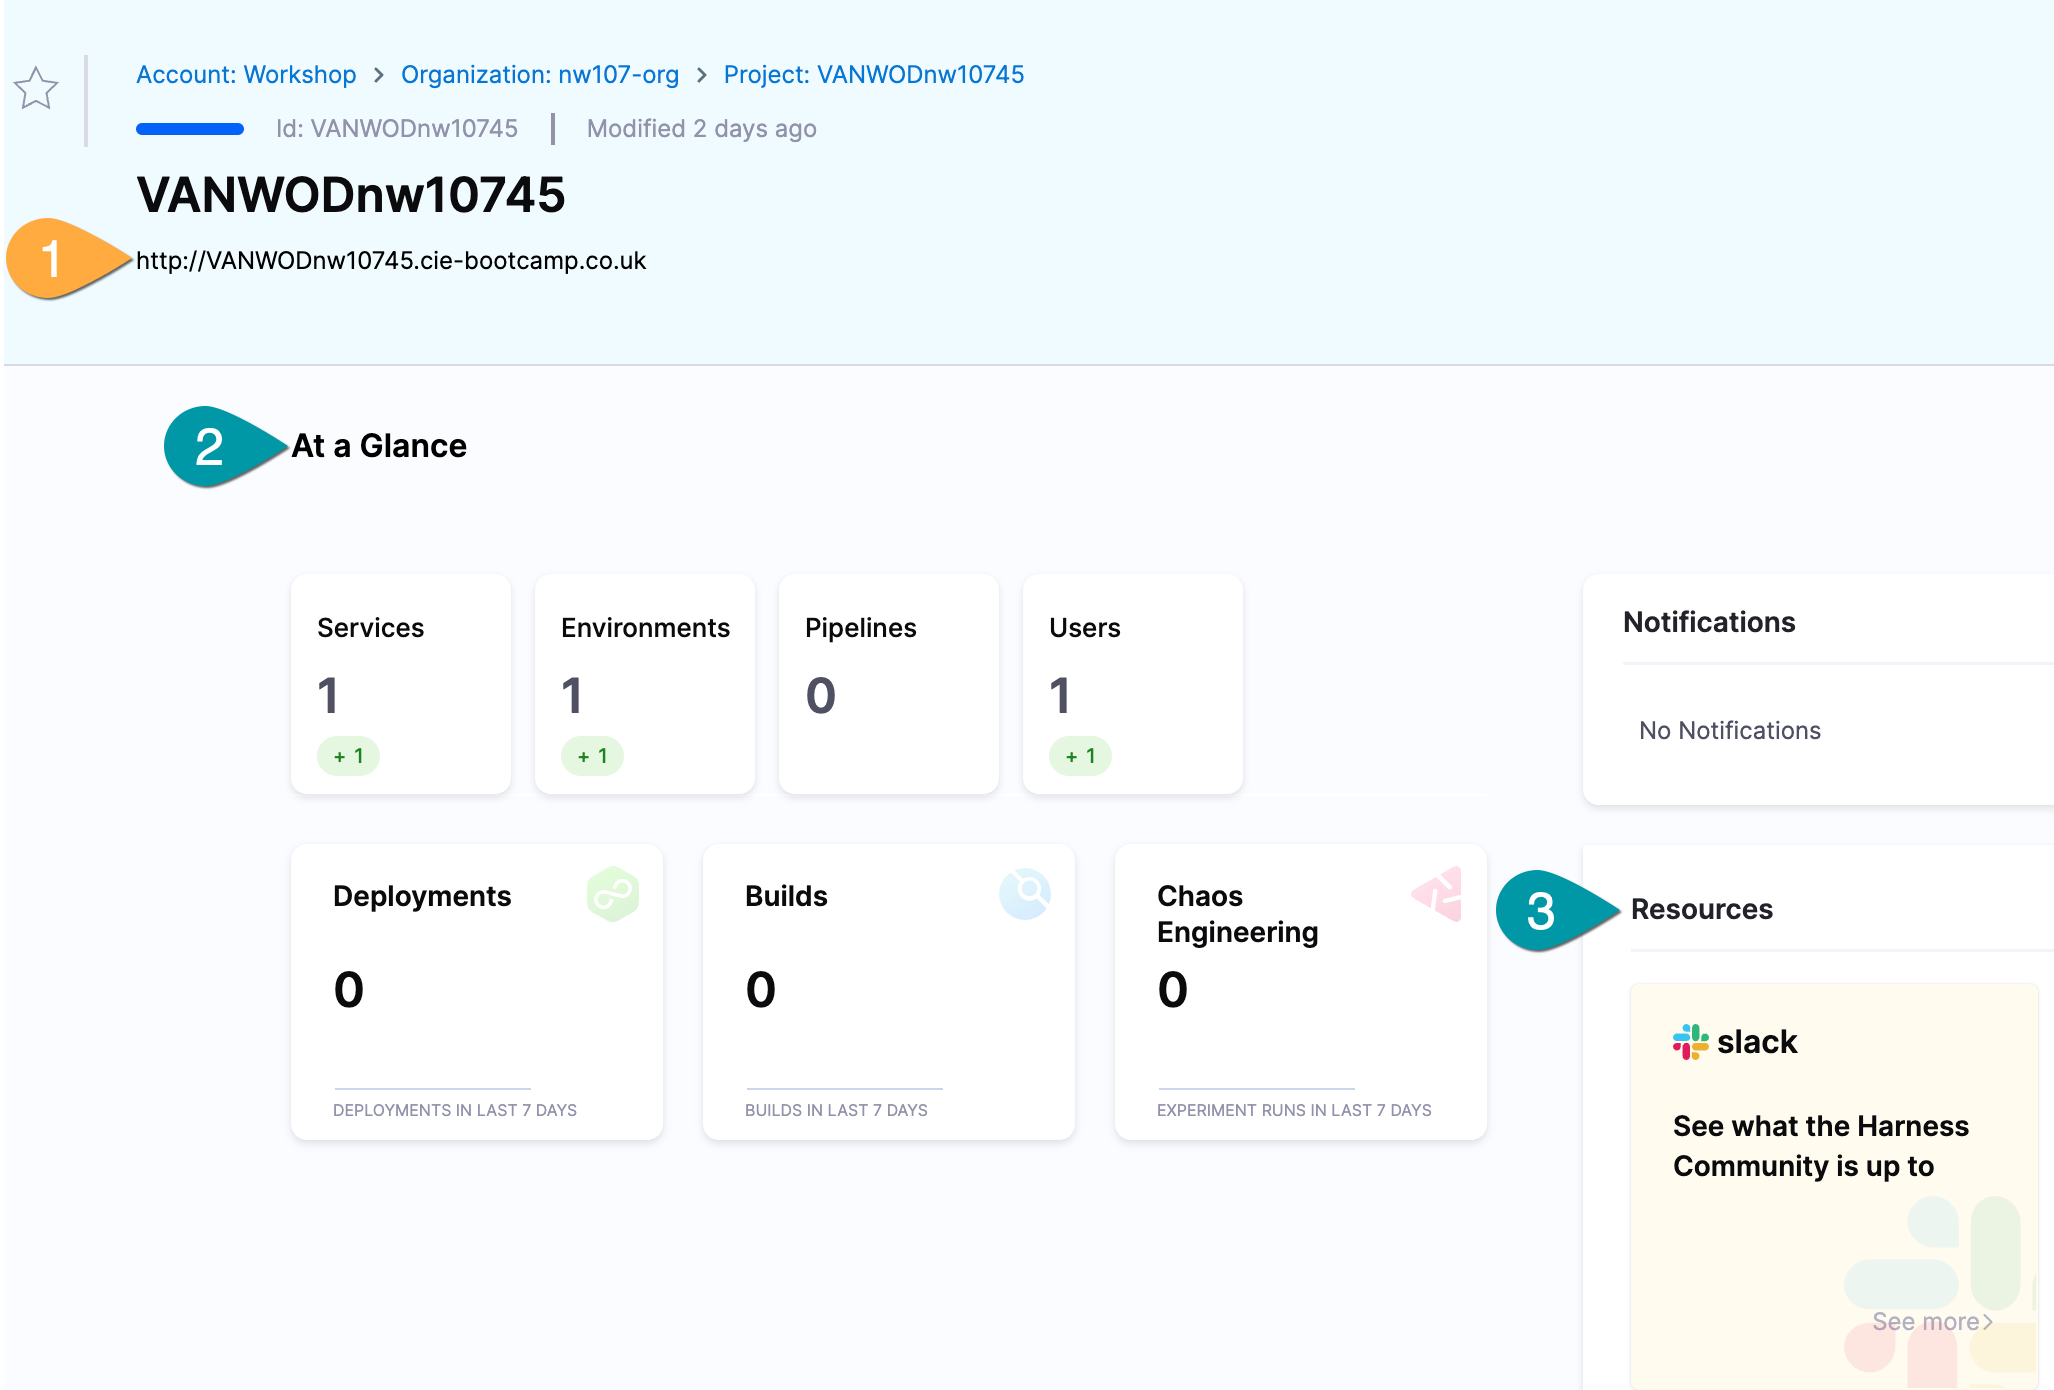 Account: Workshop > Organization: nw107-org > Project: VANWODnw10745
Id: VANWODnw10745 | Modified 2 days ago
VANWODnw10745
1
http://VANWODnw10745.cie-bootcamp.co.uk
2
At a Glance
Services
1
+ 1
Environments
1
+ 1
Pipelines
0
Users
1
+ 1
Notifications
No Notifications
Deployments
0
DEPLOYMENTS IN LAST 7 DAYS
Builds
0
BUILDS IN LAST 7 DAYS
Chaos
Engineering
0
EXPERIMENT RUNS IN LAST 7 DAYS
3
Resources
slack
See what the Harness
Community is up to
See more>